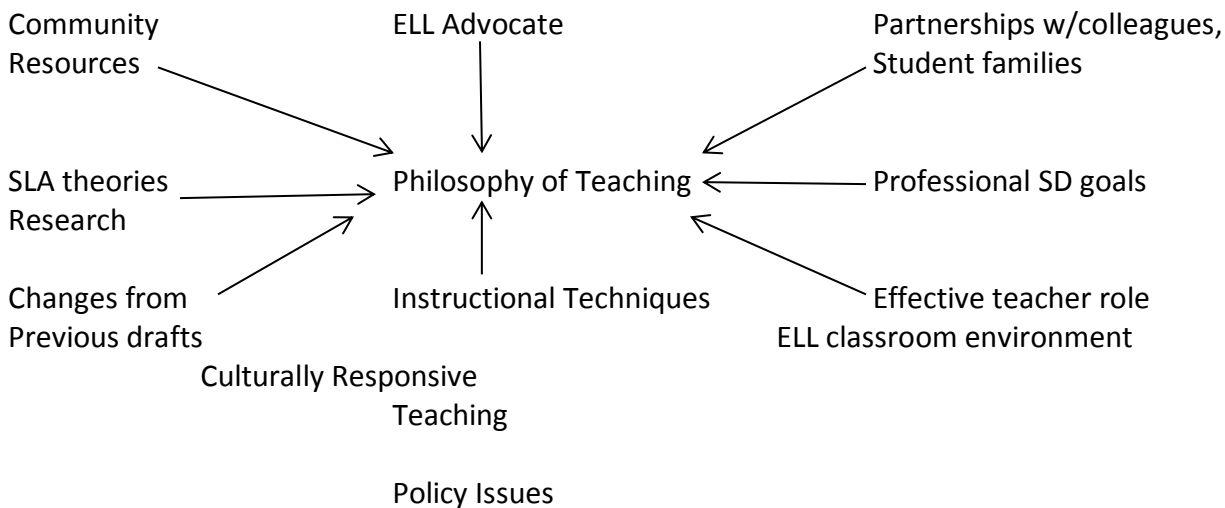 Community
Resources
ELL Advocate
Partnerships w/colleagues,
Student families
SLA theories
Research
Philosophy of Teaching
Professional SD goals
Changes from
Previous drafts
Instructional Techniques
Effective teacher role
ELL classroom environment
Culturally Responsive
Teaching
Policy Issues